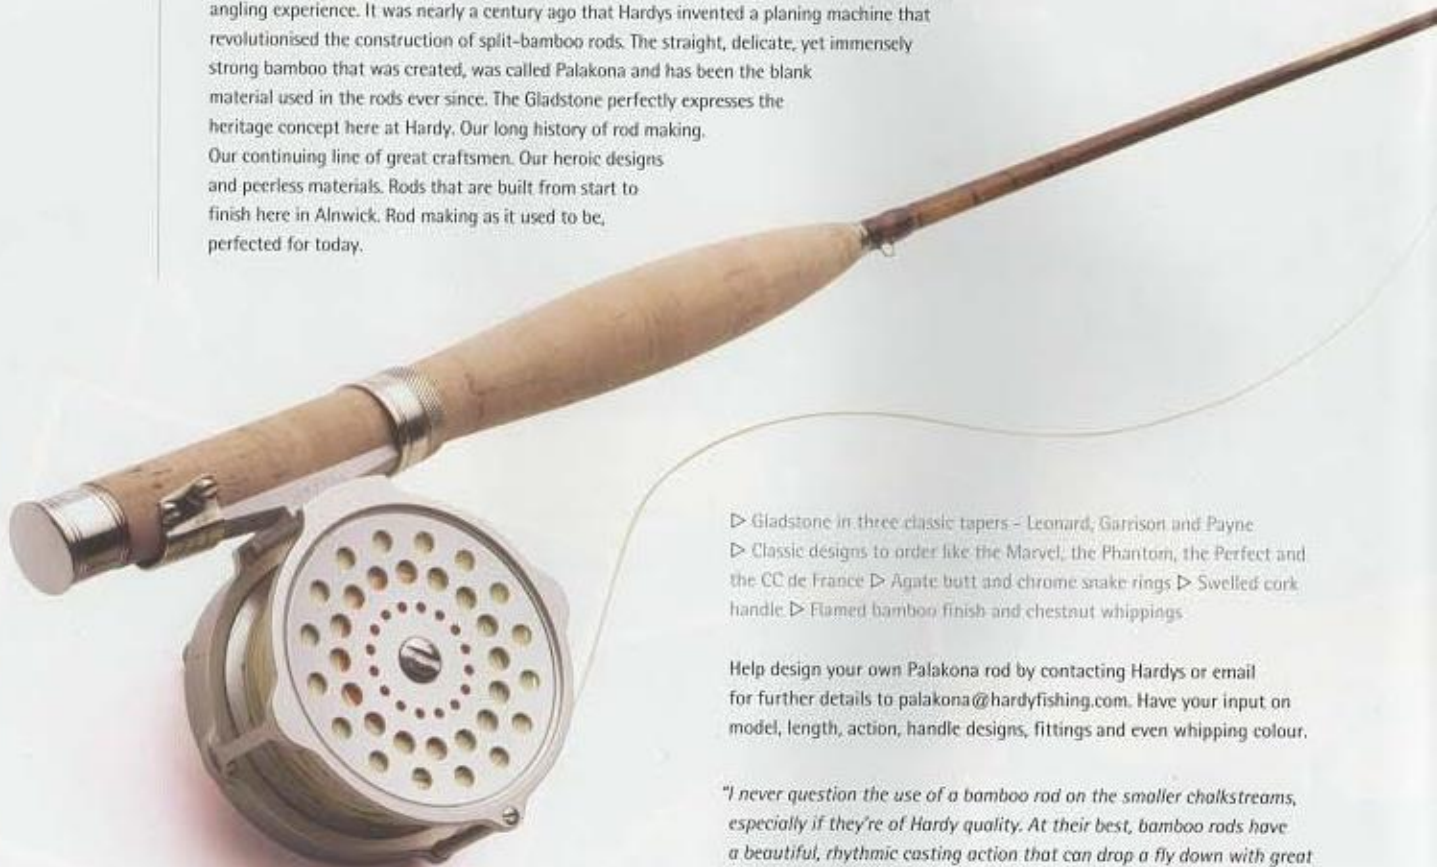 angling experience. It was nearly a century ago that Hardys invented a planing machine that
revolutionised the construction of split-bamboo rods. The straight, delicate, yet immensely
strong bamboo that was created, was called Palakona and has been the blank
material used in the rods ever since. The Gladstone perfectly expresses the
heritage concept here at Hardy. Our long history of rod making.
Our continuing line of great craftsmen. Our heroic designs
and peerless materials. Rods that are built from start to
finish here in Alnwick. Rod making as it used to be,
perfected for today.
▷ Gladstone in three classic tapers - Leonard, Garrison and Payne
▷ Classic designs to order like the Marvel, the Phantom, the Perfect and
the CC de France ▷ Agate butt and chrome snake rings ▷ Swelled cork
handle ▷ Flamed bamboo finish and chestnut whippings
Help design your own Palakona rod by contacting Hardys or email
for further details to palakona@hardyfishing.com. Have your input on
model, length, action, handle designs, fittings and even whipping colour.
"I never question the use of a bamboo rod on the smaller chalkstreams,
especially if they're of Hardy quality. At their best, bamboo rods have
a beautiful, rhythmic casting action that can drop a fly down with great